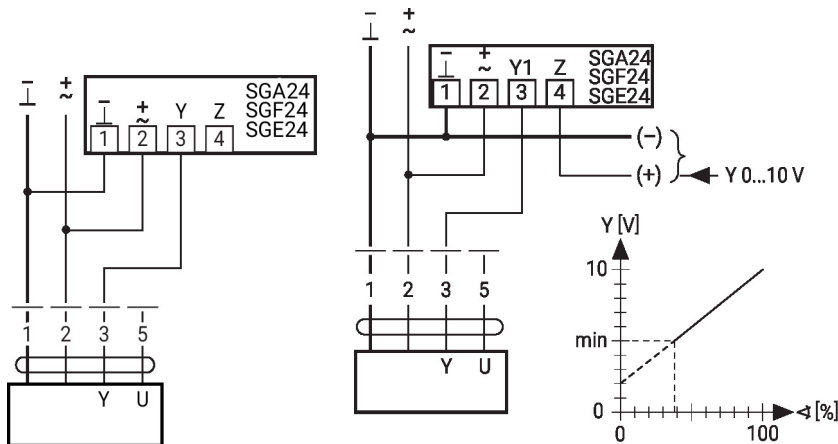 – +
⊥ ~
– + Y Z SGA24
⊥ ~ SGF24
1 2 3 4 SGE24
1 2 3 5
Y U
– +
⊥ ~
– + Y1 Z SGA24
⊥ ~ SGF24
1 2 3 4 SGE24
(–)
(+) Y 0...10 V
1 2 3 5
Y U
Y [V]
10
min
0
0 100 ∢ [%]